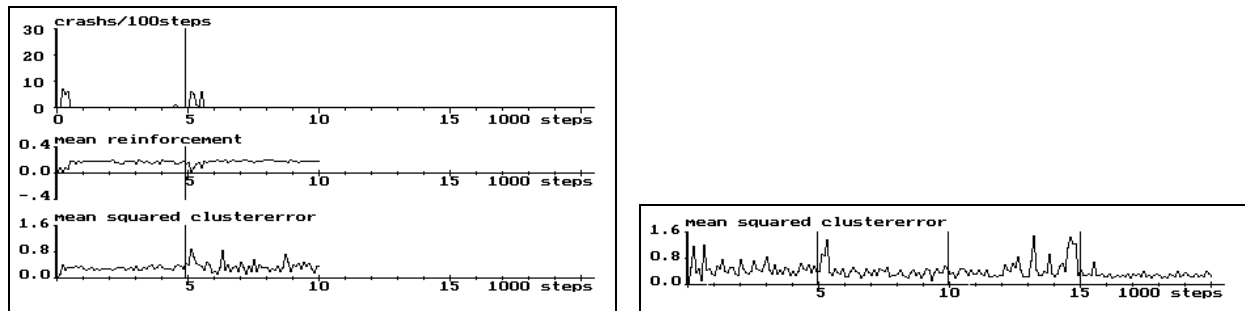 crashs/100steps
30
20
10
0
0 5 10 15 1000 steps
mean reinforcement
0.4
0.0
-.4
5 10 15 1000 steps
mean squared clustererror
1.6
0.8
0.0
5 10 15 1000 steps
mean squared clustererror
1.6
0.8
0.0
5 10 15 1000 steps